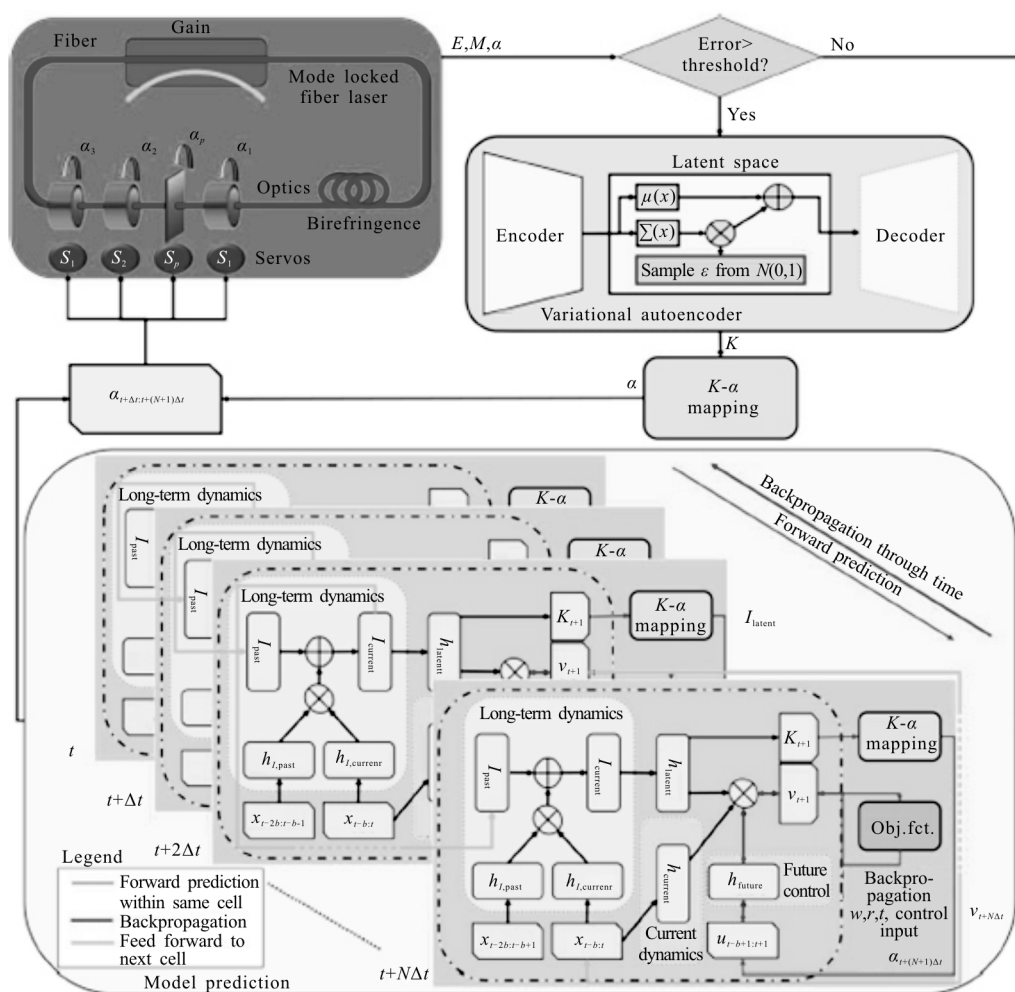 Fiber
Gain
Mode locked
fiber laser
α3
α2
αp
α1
Optics
Birefringence
S1
S2
Sp
S1
Servos
E,M,α
Error>
threshold?
No
Yes
Latent space
μ(x)
∑(x)
Encoder
Decoder
Sample ε from N(0,1)
Variational autoencoder
K
K-α
mapping
α
αt+Δt:t+(N+1)Δt
Backpropagation through time
Forward prediction
Long-term dynamics
Ipast
K-α
t
Long-term dynamics
Ipast
K-α
t+Δt
Long-term dynamics
Ipast
Icurrent
hlatentt
Kt+1
vt+1
K-α
mapping
Ilatent
hI,past
hI,currenr
xt-2b:t-b-1
xt-b:t
t+2Δt
Long-term dynamics
Ipast
Icurrent
hlatentt
Kt+1
vt+1
K-α
mapping
Obj.fct.
hI,past
hI,currenr
hcurrent
hfuture
Future
control
Current
dynamics
xt-2b:t-b+1
xt-b:t
ut-b+1:t+1
Backpro-
pagation
w,r,t, control
input
vt+NΔt
αt+(N+1)Δt
t+NΔt
Legend
Forward prediction
within same cell
Backpropagation
Feed forward to
next cell
Model prediction